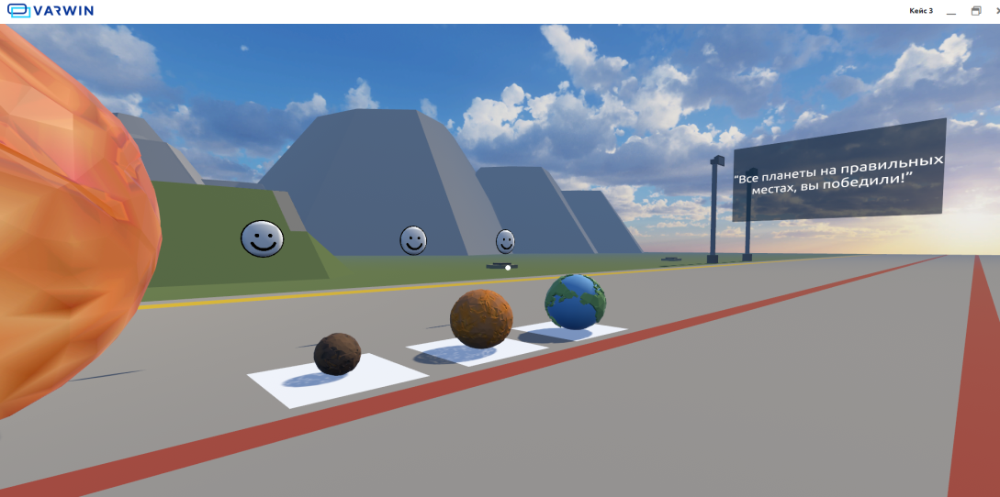 VARWIN
Кейс 3
“Все планеты на правильных
местах, вы победили!”